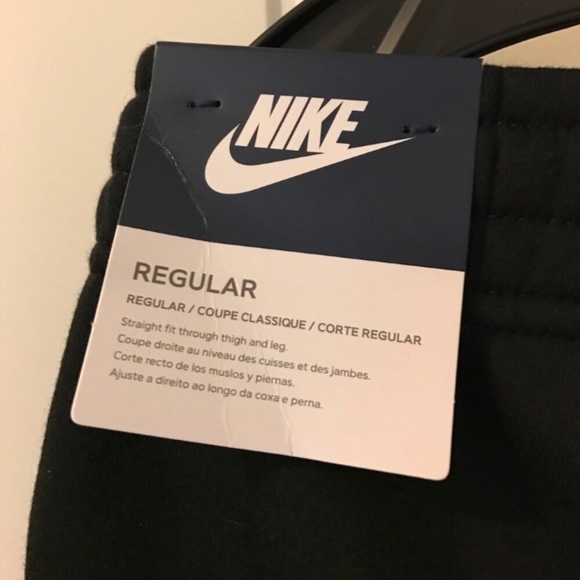 NIKE
REGULAR
REGULAR / COUPE CLASSIQUE / CORTE REGULAR
Straight fit through thigh and leg.
Coupe droite au niveau des cuisses et des jambes.
Corte recto de los muslos y piernas.
Ajuste a direito ao longo da coxa e perna.